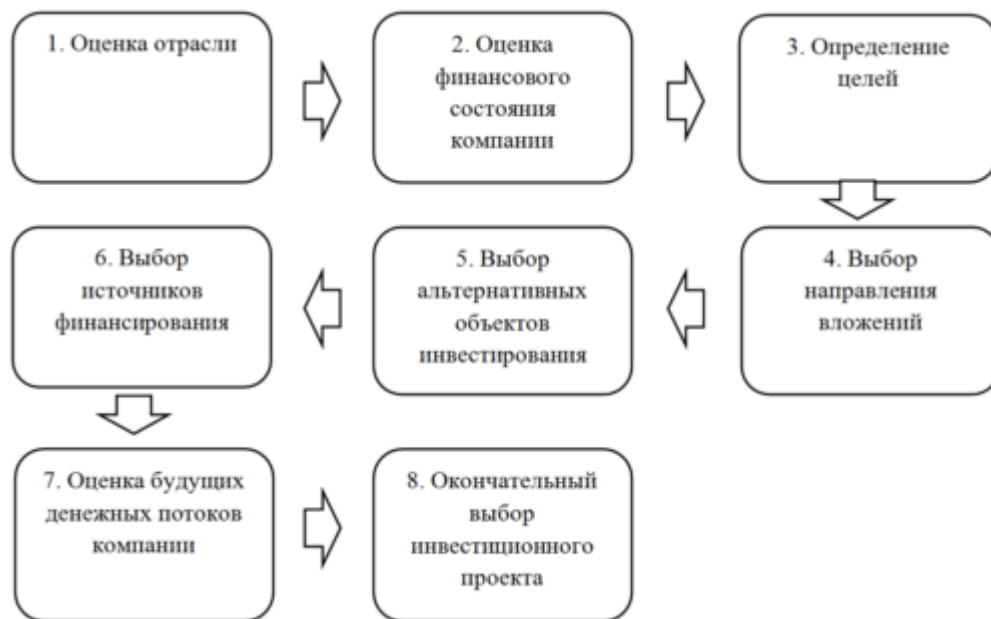 1. Оценка отрасли
2. Оценка
финансового
состояния
компании
3. Определение
целей
4. Выбор
направления
вложений
5. Выбор
альтернативных
объектов
инвестирования
6. Выбор
источников
финансирования
7. Оценка будущих
денежных потоков
компании
8. Окончательный
выбор
инвестиционного
проекта